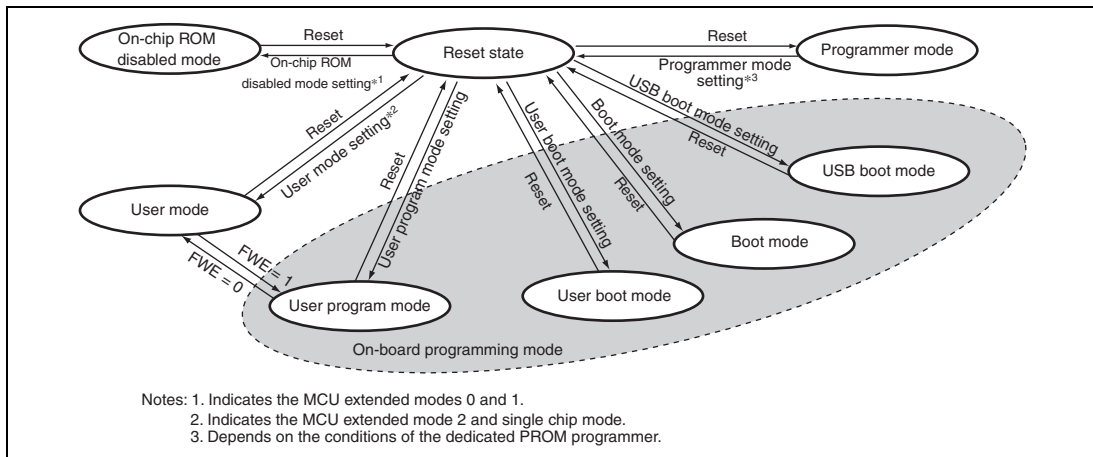 On-chip ROM
disabled mode
Reset
On-chip ROM
disabled mode setting*1
Reset state
Reset
Programmer mode
setting*3
Programmer mode
Reset
User mode setting*2
Reset
User program mode setting
User boot mode setting
Reset
Boot mode setting
Reset
USB boot mode setting
Reset
USB boot mode
User mode
Boot mode
FWE = 1
FWE = 0
User program mode
User boot mode
On-board programming mode
Notes: 1. Indicates the MCU extended modes 0 and 1.
2. Indicates the MCU extended mode 2 and single chip mode.
3. Depends on the conditions of the dedicated PROM programmer.